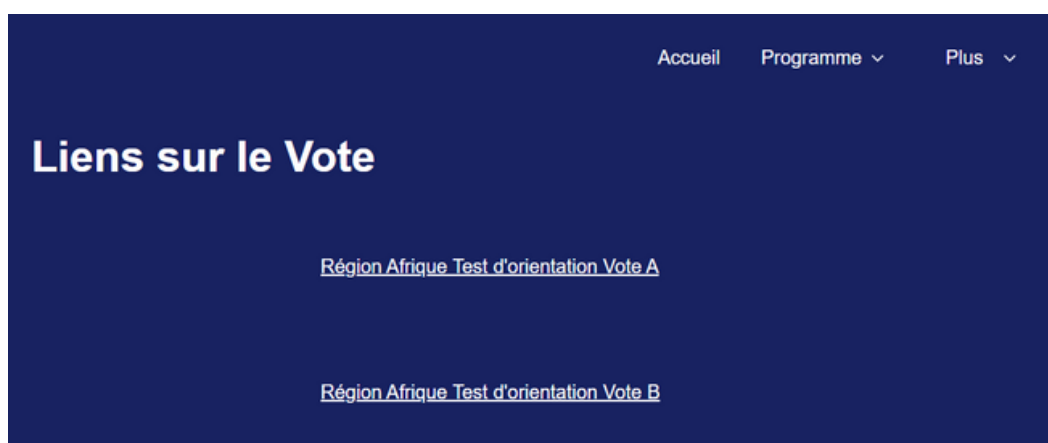 Accueil Programme Plus
Liens sur le Vote
Région Afrique Test d'orientation Vote A
Région Afrique Test d'orientation Vote B